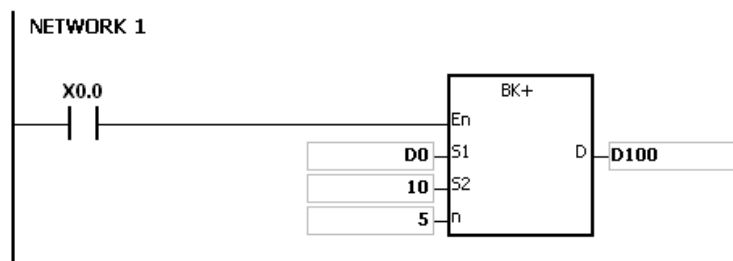 NETWORK 1
X0.0
BK+
En
D0 S1 D D100
10 S2
5 n